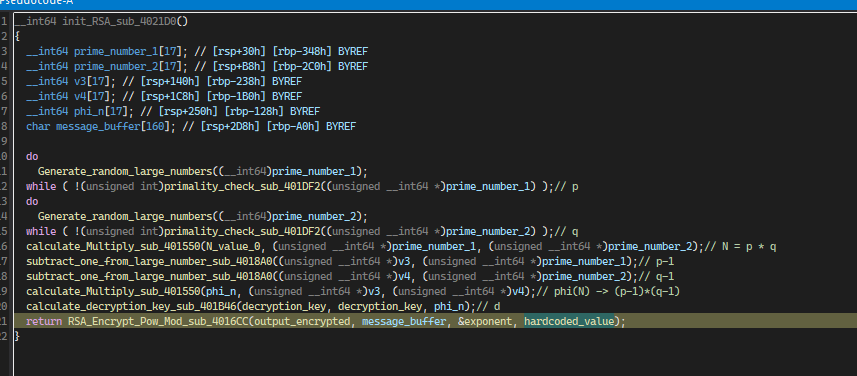 Pseudocode-A
1 __int64 init_RSA_sub_4021D0()
2 {
3 __int64 prime_number_1[17]; // [rsp+30h] [rbp-348h] BYREF
4 __int64 prime_number_2[17]; // [rsp+B8h] [rbp-2C0h] BYREF
5 __int64 v3[17]; // [rsp+140h] [rbp-238h] BYREF
6 __int64 v4[17]; // [rsp+1C8h] [rbp-1B0h] BYREF
7 __int64 phi_n[17]; // [rsp+250h] [rbp-128h] BYREF
8 char message_buffer[160]; // [rsp+2D8h] [rbp-A0h] BYREF
9
10 do
11 Generate_random_large_numbers((__int64)prime_number_1);
12 while ( !(unsigned int)primality_check_sub_401DF2((unsigned __int64 *)prime_number_1) );// p
13 do
14 Generate_random_large_numbers((__int64)prime_number_2);
15 while ( !(unsigned int)primality_check_sub_401DF2((unsigned __int64 *)prime_number_2) );// q
16 calculate_Multiply_sub_401550(N_value_0, (unsigned __int64 *)prime_number_1, (unsigned __int64 *)prime_number_2);// N = p * q
17 subtract_one_from_large_number_sub_4018A0((unsigned __int64 *)v3, (unsigned __int64 *)prime_number_1);// p-1
18 subtract_one_from_large_number_sub_4018A0((unsigned __int64 *)v4, (unsigned __int64 *)prime_number_2);// q-1
19 calculate_Multiply_sub_401550(phi_n, (unsigned __int64 *)v3, (unsigned __int64 *)v4);// phi(N) -> (p-1)*(q-1)
20 calculate_decryption_key_sub_401B46(decryption_key, decryption_key, phi_n);// d
21 return RSA_Encrypt_Pow_Mod_sub_4016CC(output_encrypted, message_buffer, &exponent, hardcoded_value);
22 }